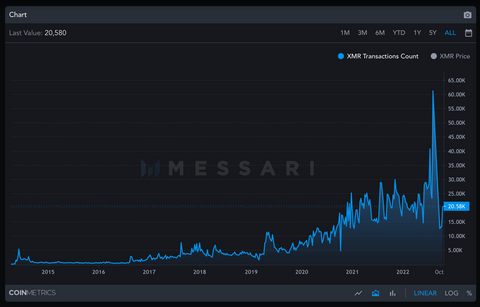 Chart
Last Value: 20,580
1M 3M 6M YTD 1Y 5Y ALL
XMR Transactions Count XMR Price
65.00K
60.00K
55.00K
50.00K
45.00K
40.00K
35.00K
30.00K
25.00K
20.58K
15.00K
10.00K
5.00K
MESSARI
2015 2016 2017 2018 2019 2020 2021 2022 Oct
COINMETRICS
LINEAR LOG %